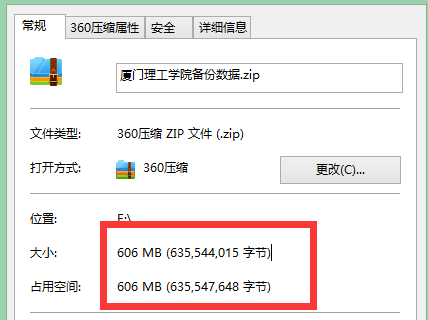 常规 360压缩属性 安全 详细信息
厦门理工学院备份数据.zip
文件类型: 360压缩 ZIP 文件 (.zip)
打开方式: 360压缩 更改(C)...
位置: E:\
大小: 606 MB (635,544,015 字节)
占用空间: 606 MB (635,547,648 字节)